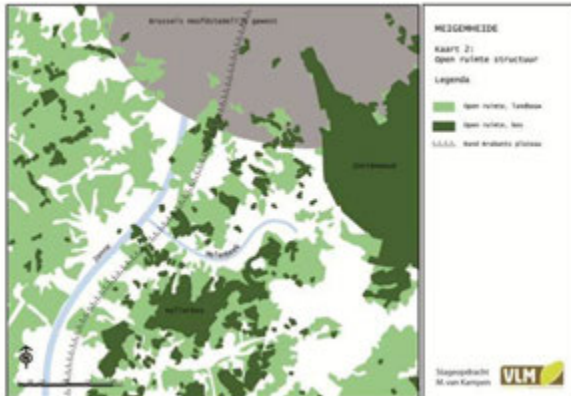 Brussels Hoofdstedelijk gewest
Zoniënwoud
Zenne
Molenbeek
Hallerbos
MEIGEMHEIDE
Kaart 2:
Open ruimte structuur
Legenda
Open ruimte, landbouw
Open ruimte, bos
Rand Brabants plateau
Stageopdracht
M. van Kampen
VLM